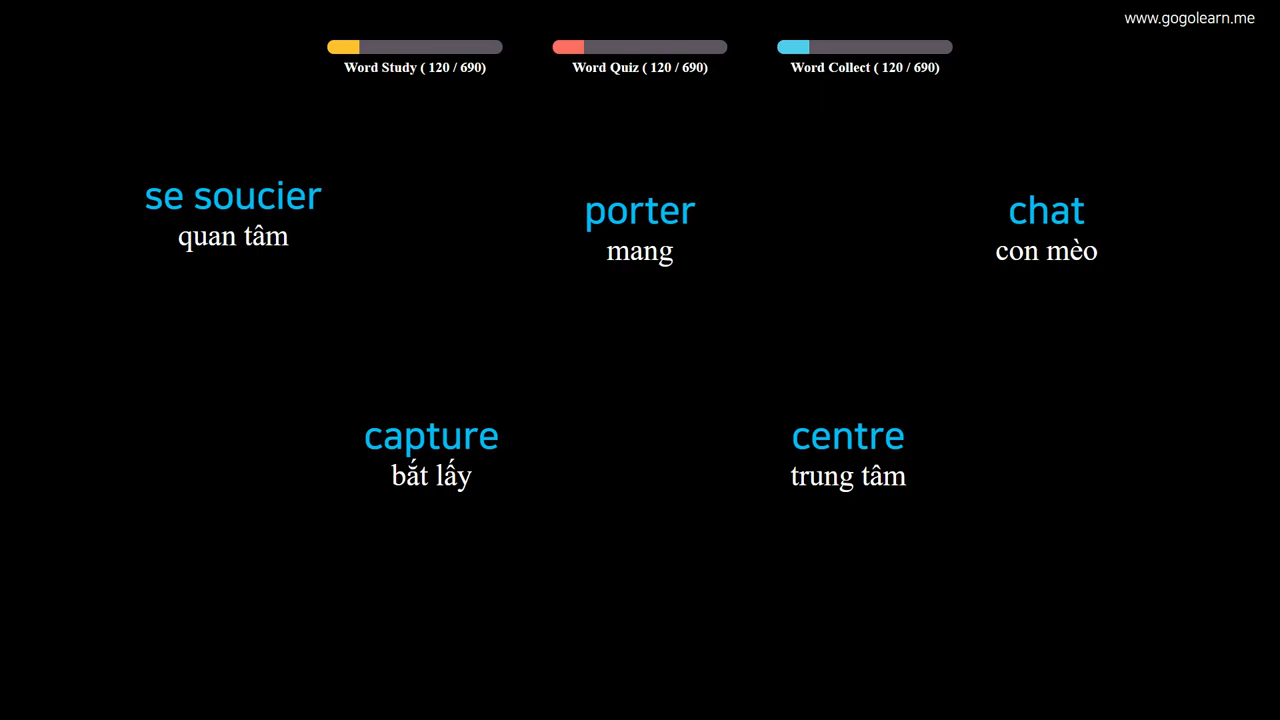 www.gogolearn.me
Word Study ( 120 / 690)
Word Quiz ( 120 / 690)
Word Collect ( 120 / 690)
se soucier
quan tâm
porter
mang
chat
con mèo
capture
bắt lấy
centre
trung tâm